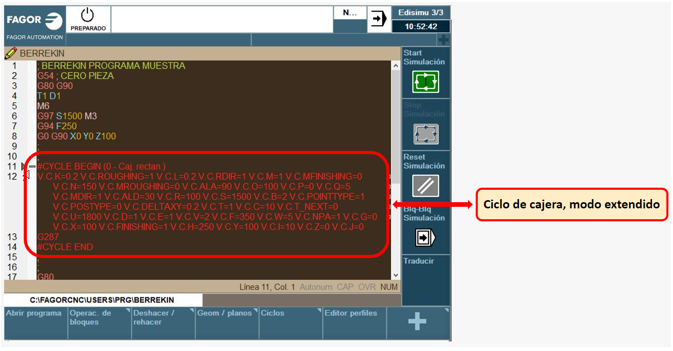 FAGOR
FAGOR AUTOMATION
PREPARADO
N...
Edisimu 3/3
10:52:42
BERREKIN
1 ; BERREKIN PROGRAMA MUESTRA
2 G54 ; CERO PIEZA
3 G80 G90
4 T1 D1
5 M6
6 G97 S1500 M3
7 G94 F250
8 G0 G90 X0 Y0 Z100
9 ;
10 ;
11 #CYCLE BEGIN (0 - Caj. rectan.)
12 V.C.K=0.2 V.C.ROUGHING=1 V.C.L=0.2 V.C.RDIR=1 V.C.M=1 V.C.MFINISHING=0
V.C.N=150 V.C.MROUGHING=0 V.C.ALA=90 V.C.O=100 V.C.P=0 V.C.Q=5
V.C.MDIR=1 V.C.ALD=30 V.C.R=100 V.C.S=1500 V.C.B=2 V.C.POINTTYPE=1
V.C.POSTYPE=0 V.C.DELTAXY=0.2 V.C.T=1 V.C.C=10 V.C.T_NEXT=0
V.C.U=1800 V.C.D=1 V.C.E=1 V.C.V=2 V.C.F=350 V.C.W=5 V.C.NPA=1 V.C.G=0
V.C.X=100 V.C.FINISHING=1 V.C.H=250 V.C.Y=100 V.C.I=10 V.C.Z=0 V.C.J=0
13 G287
14 #CYCLE END
15 ;
16 ;
17 G80
Línea 11, Col. 1 Autonum CAP OVR NUM
C:\FAGORCNC\USERS\PRG\BERREKIN
Abrir programa
Operac. de bloques
Deshacer / rehacer
Geom / planos
Ciclos
Editor perfiles
Start Simulación
Stop Simulación
Reset Simulación
Blq-Blq Simulación
Traducir
Ciclo de cajera, modo extendido